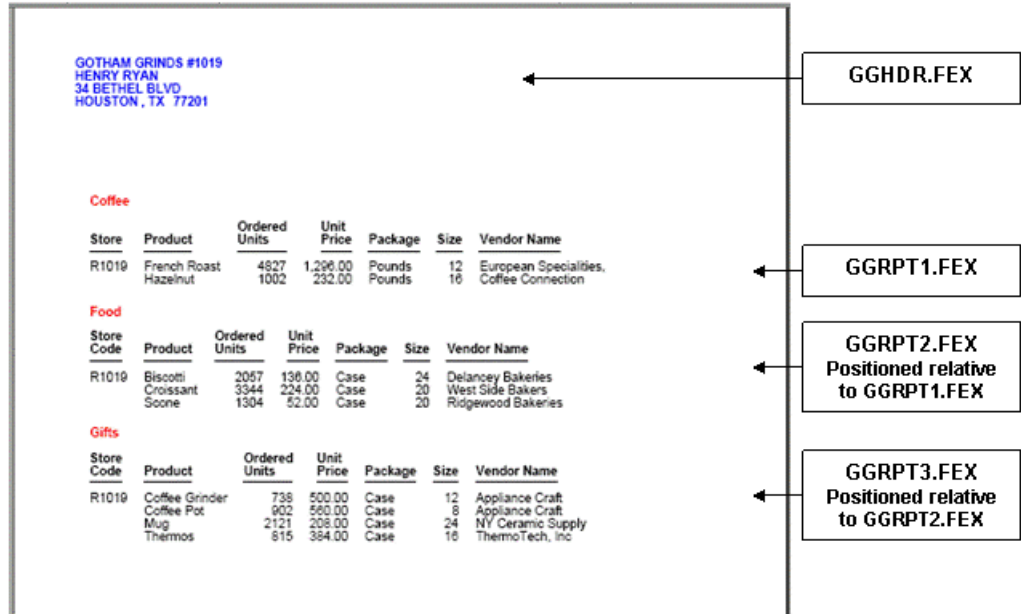 GOTHAM GRINDS #1019
HENRY RYAN
34 BETHEL BLVD
HOUSTON , TX 77201
GGHDR.FEX
Coffee
Store Product Ordered Units Unit Price Package Size Vendor Name
R1019 French Roast 4827 1,296.00 Pounds 12 European Specialities,
Hazelnut 1002 232.00 Pounds 16 Coffee Connection
GGRPT1.FEX
Food
Store Code Product Ordered Units Unit Price Package Size Vendor Name
R1019 Biscotti 2057 136.00 Case 24 Delancey Bakeries
Croissant 3344 224.00 Case 20 West Side Bakers
Scone 1304 52.00 Case 20 Ridgewood Bakeries
GGRPT2.FEX
Positioned relative
to GGRPT1.FEX
Gifts
Store Code Product Ordered Units Unit Price Package Size Vendor Name
R1019 Coffee Grinder 738 500.00 Case 12 Appliance Craft
Coffee Pot 902 560.00 Case 8 Appliance Craft
Mug 2121 208.00 Case 24 NY Ceramic Supply
Thermos 815 384.00 Case 16 ThermoTech, Inc
GGRPT3.FEX
Positioned relative
to GGRPT2.FEX